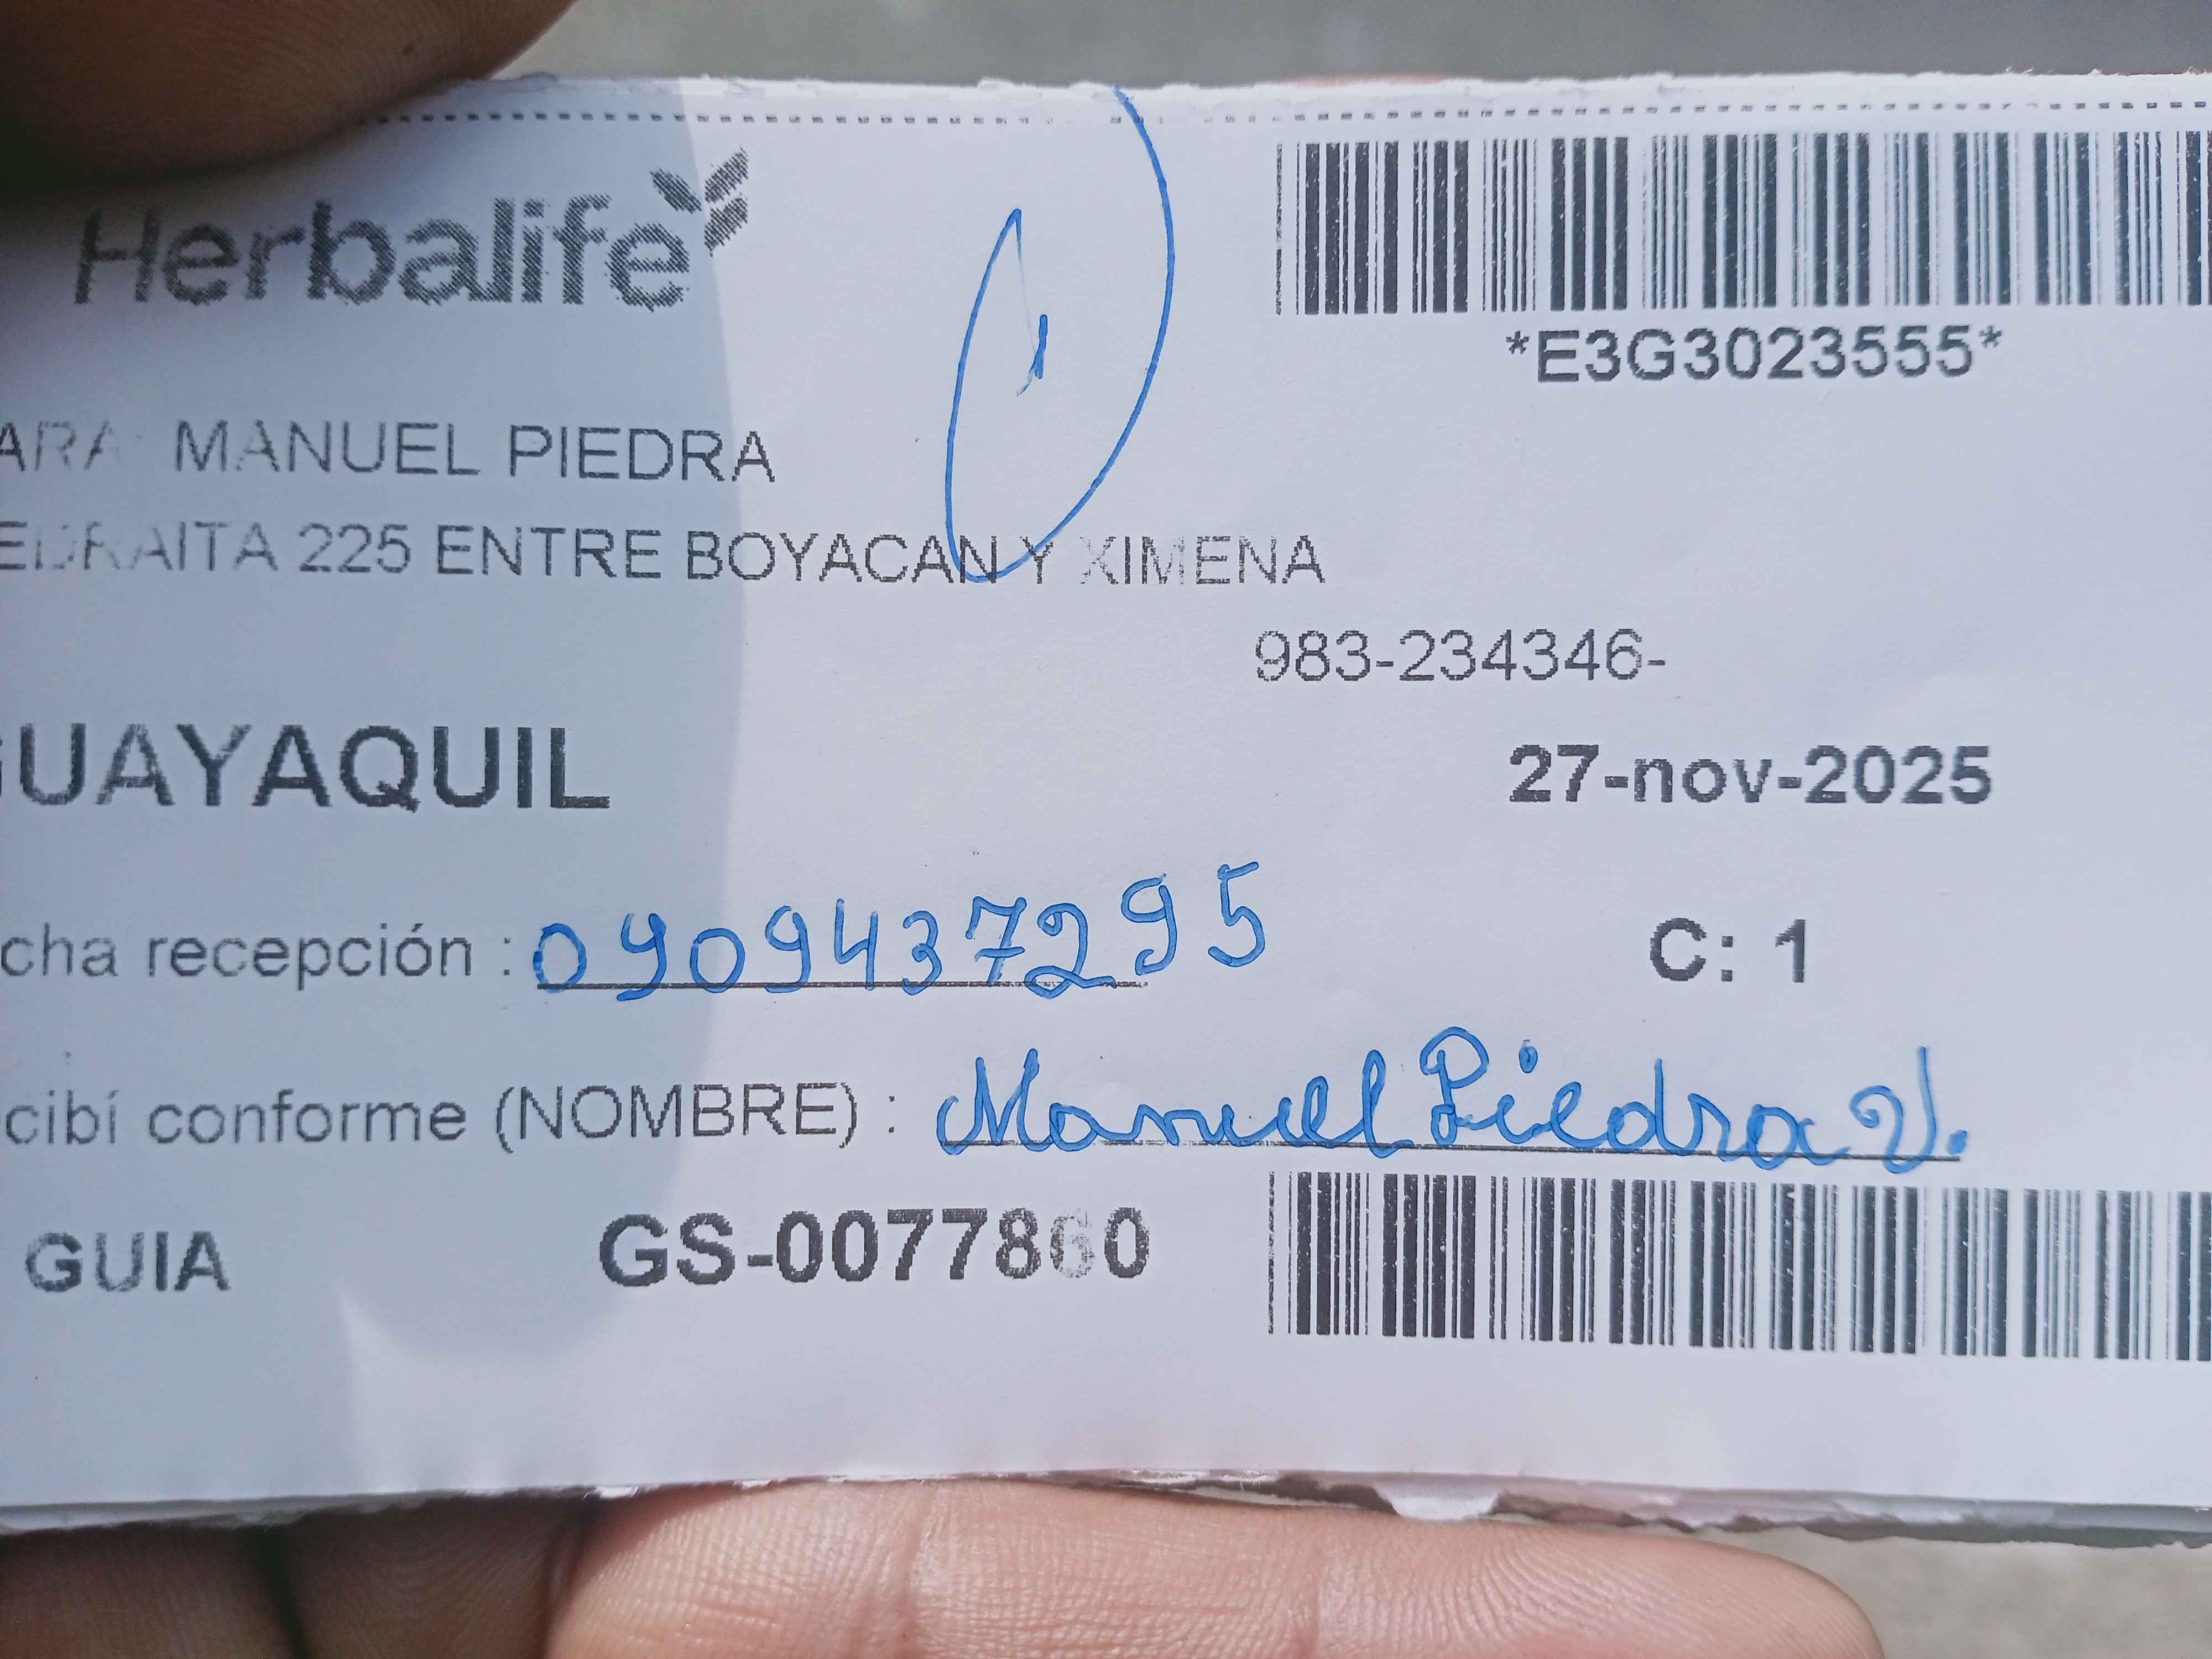 Herbalife
*E3G3023555*
ARA: MANUEL PIEDRA
EDRAITA 225 ENTRE BOYACAN Y XIMENA
983-234346-
GUAYAQUIL
27-nov-2025
cha recepción : 0909437295
C: 1
cibí conforme (NOMBRE) : Manuel Piedra V.
GUIA GS-0077860